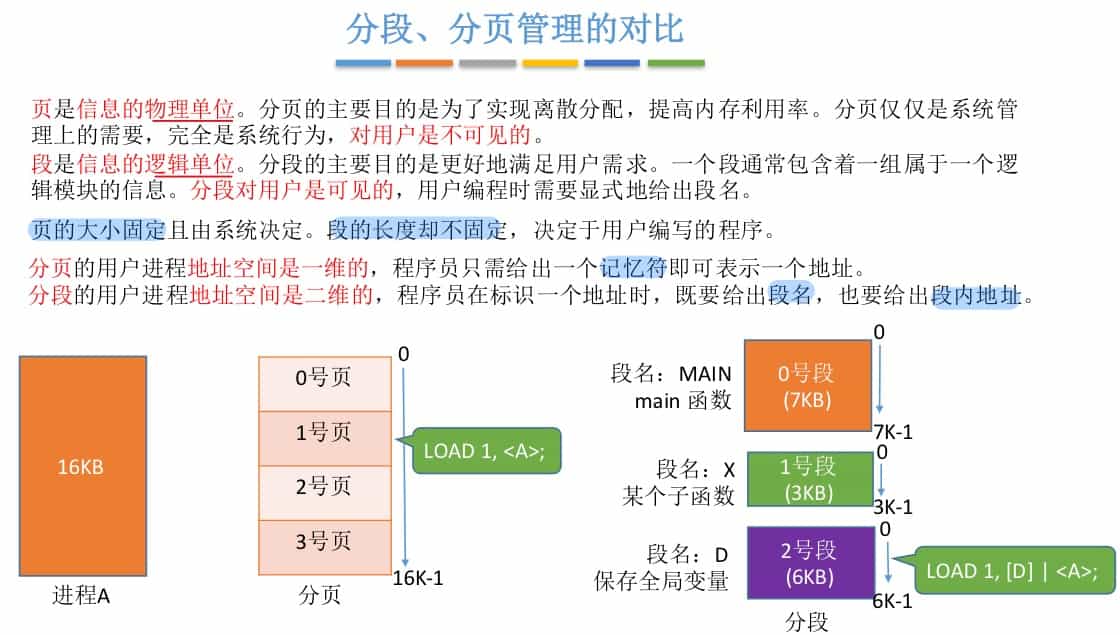 分段、分页管理的对比
页是信息的物理单位。分页的主要目的是为了实现离散分配，提高内存利用率。分页仅仅是系统管
理上的需要，完全是系统行为，对用户是不可见的。
段是信息的逻辑单位。分段的主要目的是更好地满足用户需求。一个段通常包含着一组属于一个逻
辑模块的信息。分段对用户是可见的，用户编程时需要显式地给出段名。
页的大小固定且由系统决定。段的长度却不固定，决定于用户编写的程序。
分页的用户进程地址空间是一维的，程序员只需给出一个记忆符即可表示一个地址。
分段的用户进程地址空间是二维的，程序员在标识一个地址时，既要给出段名，也要给出段内地址。
16KB
进程A
0
0号页
1号页
2号页
3号页
LOAD 1, <A>;
16K-1
分页
段名：MAIN
main 函数
0号段
(7KB)
0
7K-1
段名：X
某个子函数
1号段
(3KB)
0
3K-1
段名：D
保存全局变量
2号段
(6KB)
0
6K-1
LOAD 1, [D] | <A>;
分段